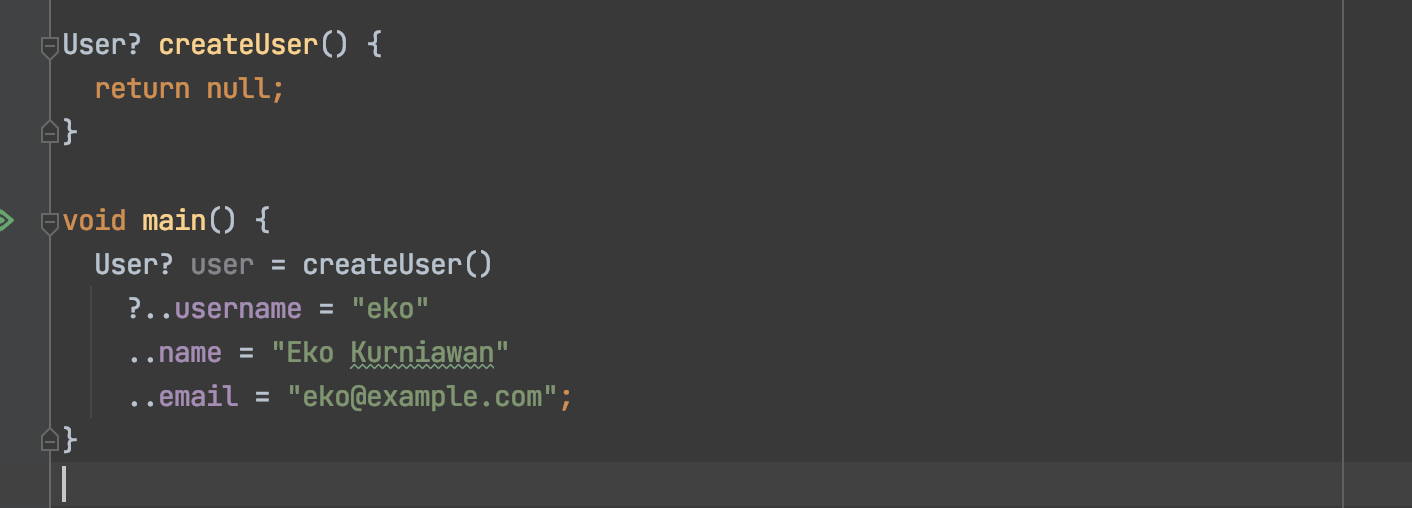 User? createUser() {
  return null;
}
void main() {
  User? user = createUser()
    ?..username = "eko"
    ..name = "Eko Kurniawan"
    ..email = "eko@example.com";
}